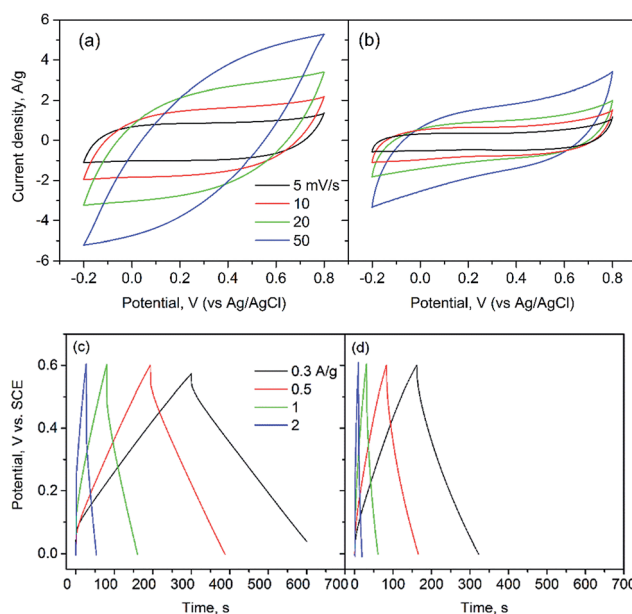 (a)
(b)
Current density, A/g
6
4
2
0
-2
-4
-6
5 mV/s
10
20
50
-0.2 0.0 0.2 0.4 0.6 0.8
-0.2 0.0 0.2 0.4 0.6 0.8
Potential, V (vs Ag/AgCl)
Potential, V (vs Ag/AgCl)
(c)
(d)
Potential, V vs. SCE
0.6
0.4
0.2
0.0
0.3 A/g
0.5
1
2
0 100 200 300 400 500 600 700
0 100 200 300 400 500 600 700
Time, s
Time, s